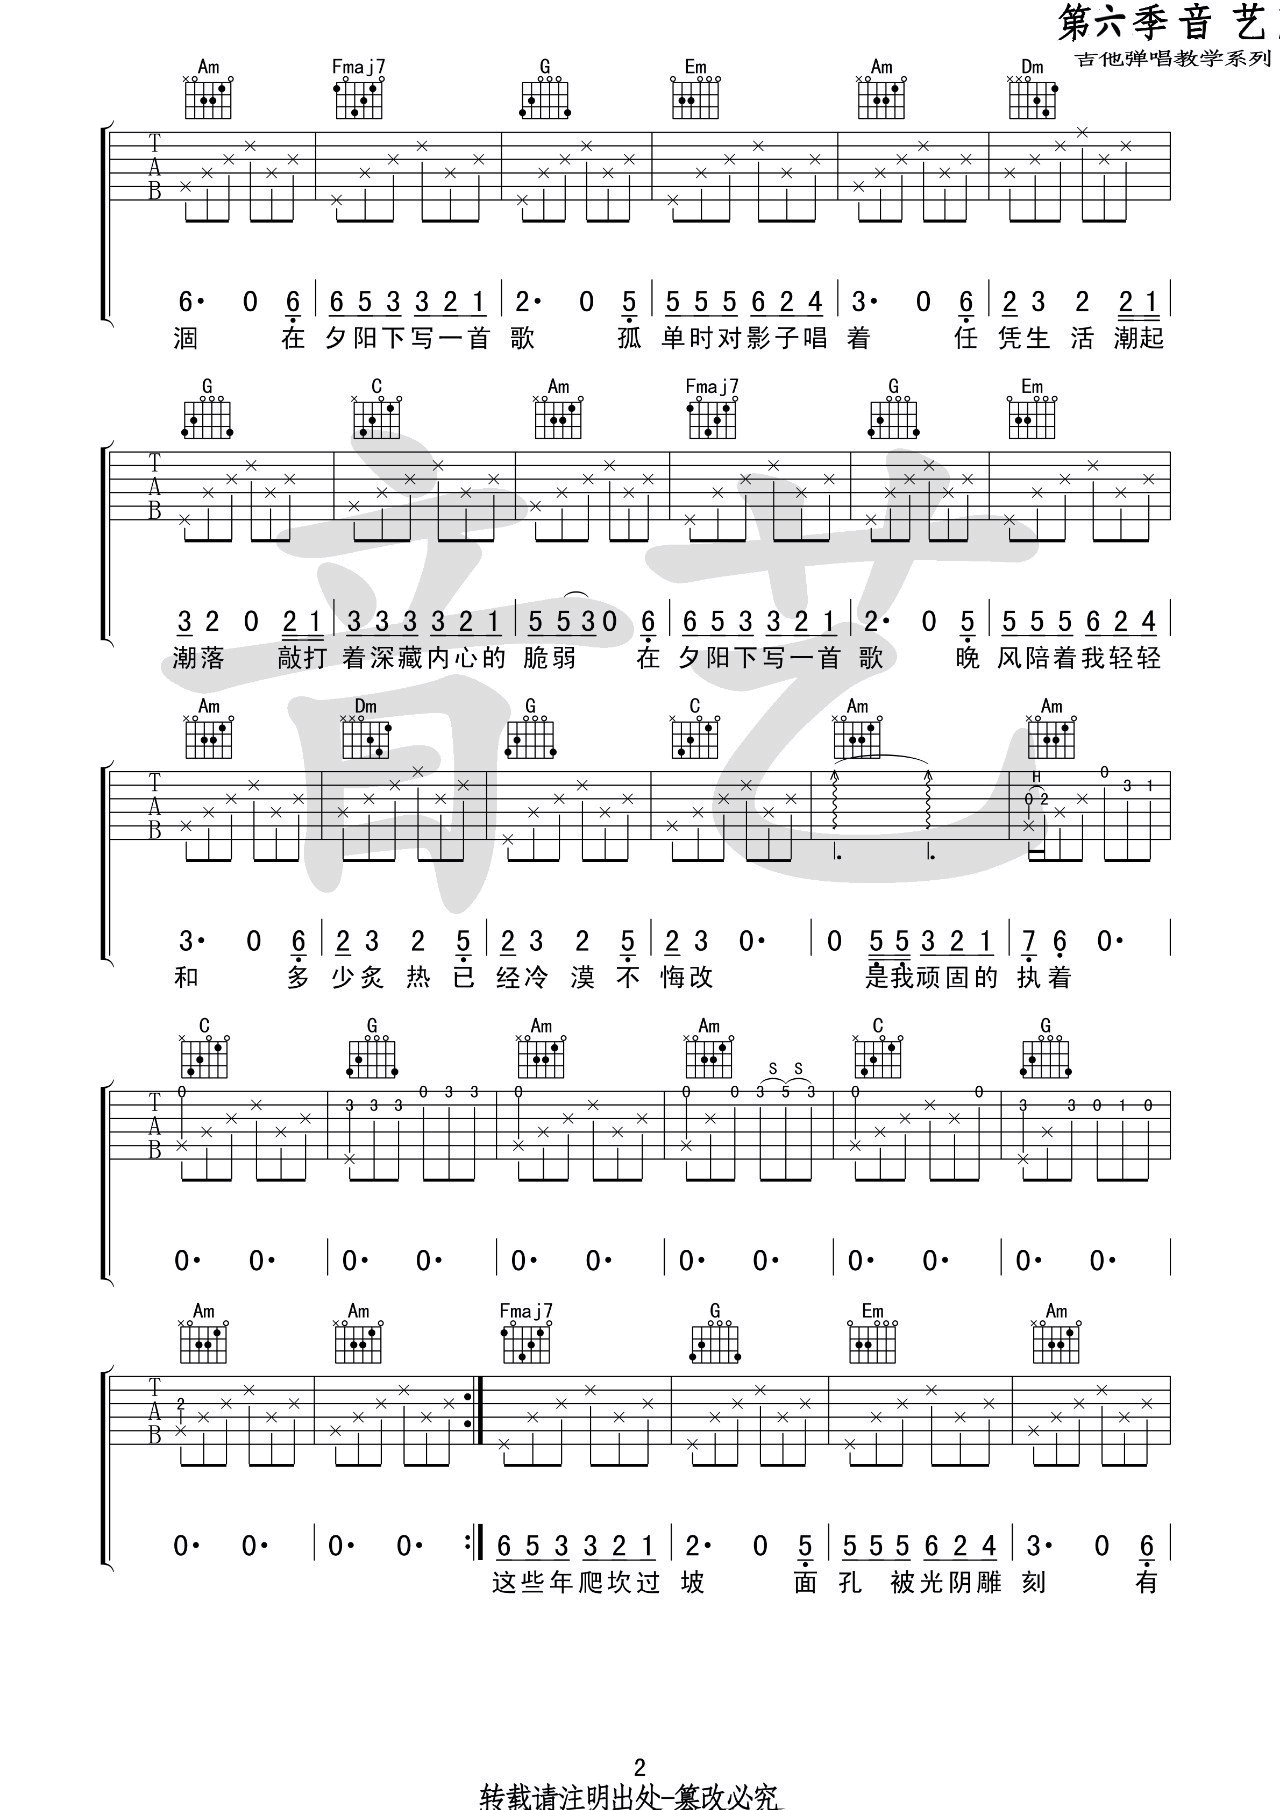 第六季音 艺
吉他弹唱教学系列
Am Fmaj7 G Em Am Dm
T
A
B
6· 0 6 6 5 3 3 2 1 2· 0 5 5 5 5 6 2 4 3· 0 6 2 3 2 2 1
涸 在 夕阳下写一首 歌 孤 单时对影子唱 着 任 凭生 活 潮起
G C Am Fmaj7 G Em
T
A
B
3 2 0 2 1 3 3 3 3 2 1 5 5 3 0 6 6 5 3 3 2 1 2· 0 5 5 5 5 6 2 4
潮落 敲打 着深藏内心的 脆弱 在 夕阳下写一首 歌 晚 风陪着我轻轻
Am Dm G C Am Am
T
A
B
H
0 2 0 3 1
3· 0 6 2 3 2 5 2 3 2 5 2 3 0· 0 5 5 3 2 1 7 6 0·
和 多 少炙 热 已 经冷 漠 不 悔改 是我顽固的 执着
C G Am Am C G
S S
T
A
B
0 3 3 3 0 3 3 0 0 0 3 5 3 0 0 3 3 0 1 0
0· 0· 0· 0· 0· 0· 0· 0· 0· 0· 0· 0·
Am Am Fmaj7 G Em Am
T
A
B
2
0· 0· 0· 0· 6 5 3 3 2 1 2· 0 5 5 5 5 6 2 4 3· 0 6
这些年爬坎过 坡 面 孔 被光阴雕 刻 有
2
转载请注明出处-篡改必究
音艺